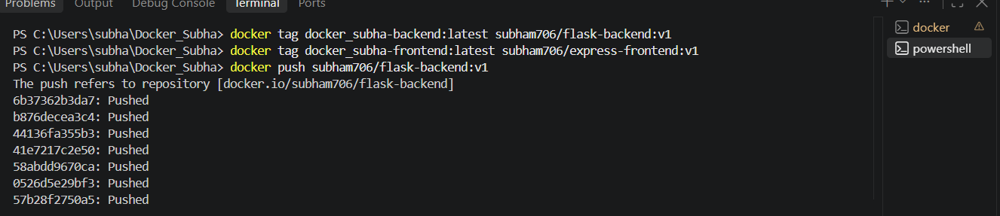 Problems Output Debug Console Terminal Ports
PS C:\Users\subha\Docker_Subha> docker tag docker_subha-backend:latest subham706/flask-backend:v1
PS C:\Users\subha\Docker_Subha> docker tag docker_subha-frontend:latest subham706/express-frontend:v1
PS C:\Users\subha\Docker_Subha> docker push subham706/flask-backend:v1
The push refers to repository [docker.io/subham706/flask-backend]
6b37362b3da7: Pushed
b876decea3c4: Pushed
44136fa355b3: Pushed
41e7217c2e50: Pushed
58abdd9670ca: Pushed
0526d5e29bf3: Pushed
57b28f2750a5: Pushed
docker
powershell